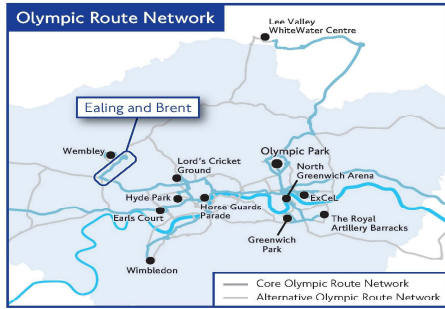 Olympic Route Network
Lee Valley
WhiteWater Centre
Ealing and Brent
Wembley
Lord's Cricket
Ground
Olympic Park
North
Greenwich Arena
Hyde Park
Earls Court
Horse Guards
Parade
ExCeL
The Royal
Artillery Barracks
Greenwich
Park
Wimbledon
Core Olympic Route Network
Alternative Olympic Route Network